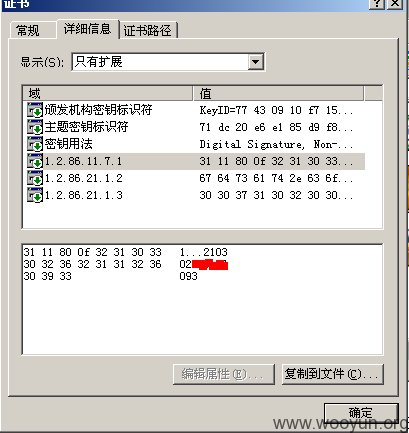 证书
常规 详细信息 证书路径
显示(S): 只有扩展
域 值
颁发机构密钥标识符 KeyID=77 43 09 10 f7 15...
主题密钥标识符 71 dc 20 e6 e1 85 d9 f8...
密钥用法 Digital Signature, Non-...
1.2.86.11.7.1 31 11 80 0f 32 31 30 33...
1.2.86.21.1.2 67 64 73 61 74 2e 63 6f...
1.2.86.21.1.3 30 30 37 31 30 32 30 30...
31 11 80 0f 32 31 30 33 1...2103
30 32 36 32 31 31 32 36 02
30 39 33 093
编辑属性(E)... 复制到文件(C)...
确定
www.wooyun.org